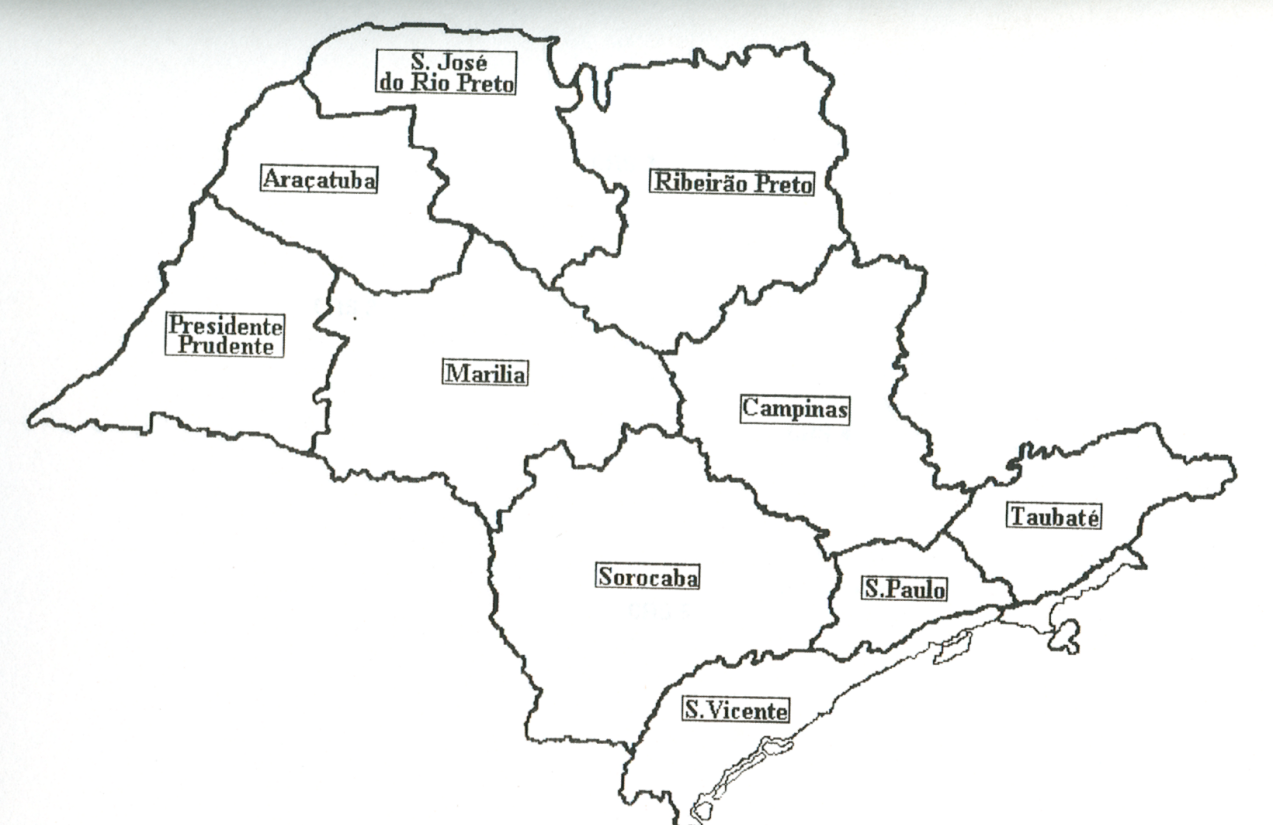 S. José
do Rio Preto
Araçatuba
Ribeirão Preto
Presidente
Prudente
Marilia
Campinas
Taubaté
Sorocaba
S.Paulo
S.Vicente